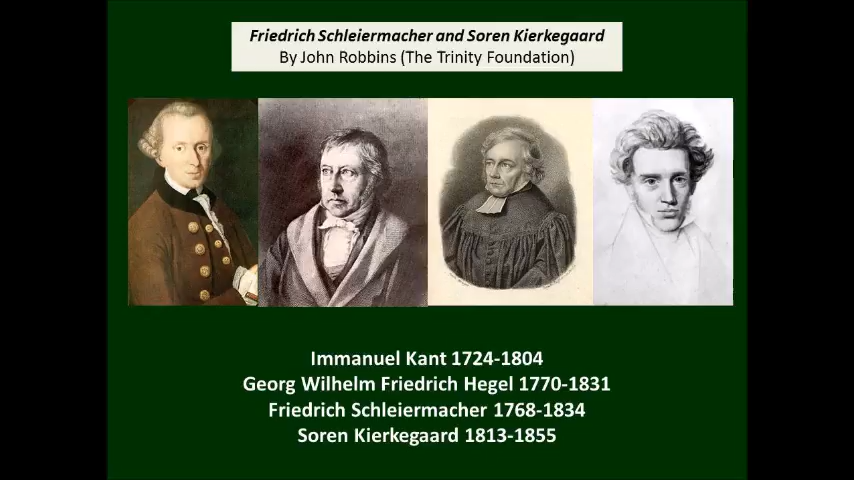 Friedrich Schleiermacher and Soren Kierkegaard
By John Robbins (The Trinity Foundation)
Immanuel Kant 1724-1804
Georg Wilhelm Friedrich Hegel 1770-1831
Friedrich Schleiermacher 1768-1834
Soren Kierkegaard 1813-1855